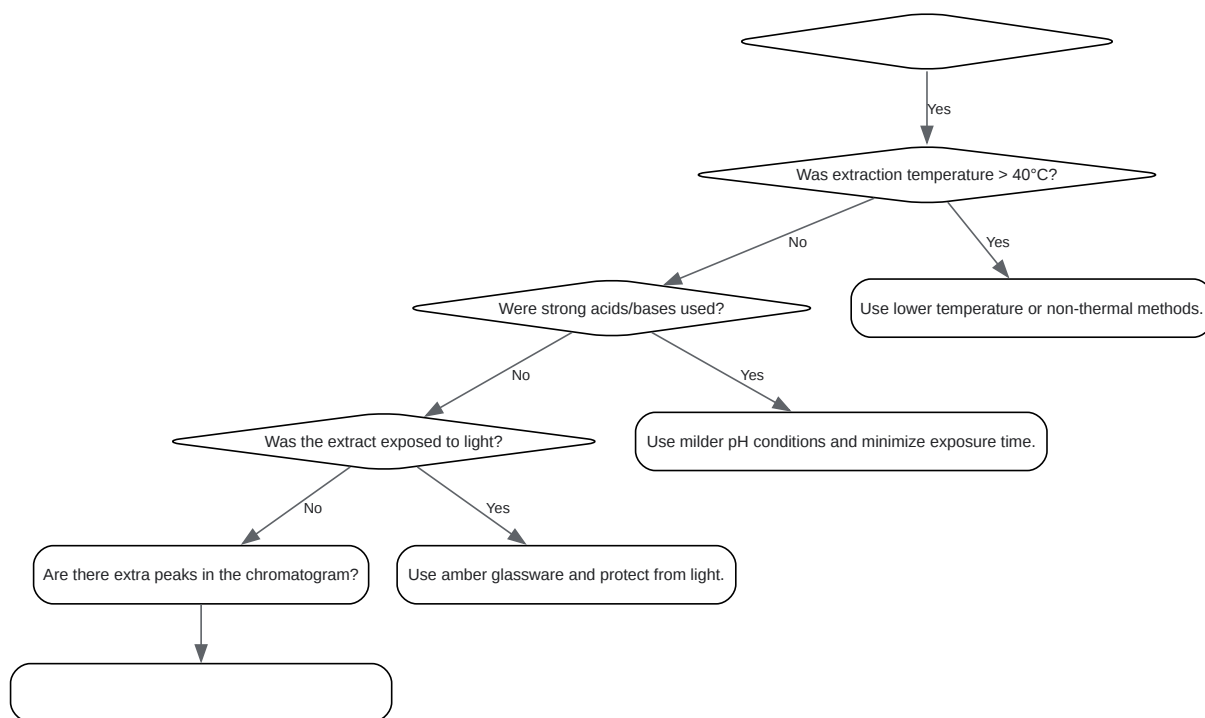 Yes
Was extraction temperature > 40°C?
No
Yes
Were strong acids/bases used?
Use lower temperature or non-thermal methods.
No
Yes
Was the extract exposed to light?
Use milder pH conditions and minimize exposure time.
No
Yes
Are there extra peaks in the chromatogram?
Use amber glassware and protect from light.